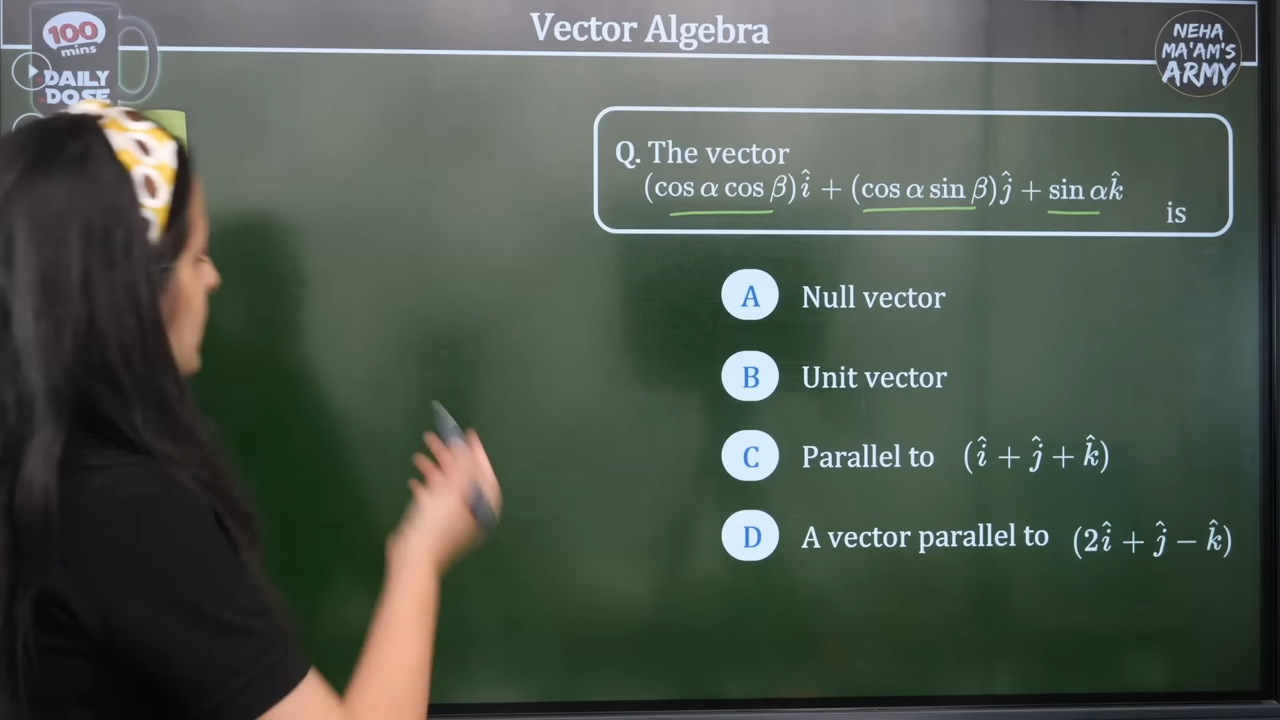 100
mins
DAILY
DOSE
Vector Algebra
NEHA
MA'AM'S
ARMY
Q. The vector
(cos α cos β)î + (cos α sin β)ĵ + sin αk̂
is
A Null vector
B Unit vector
C Parallel to (î + ĵ + k̂)
D A vector parallel to (2î + ĵ − k̂)